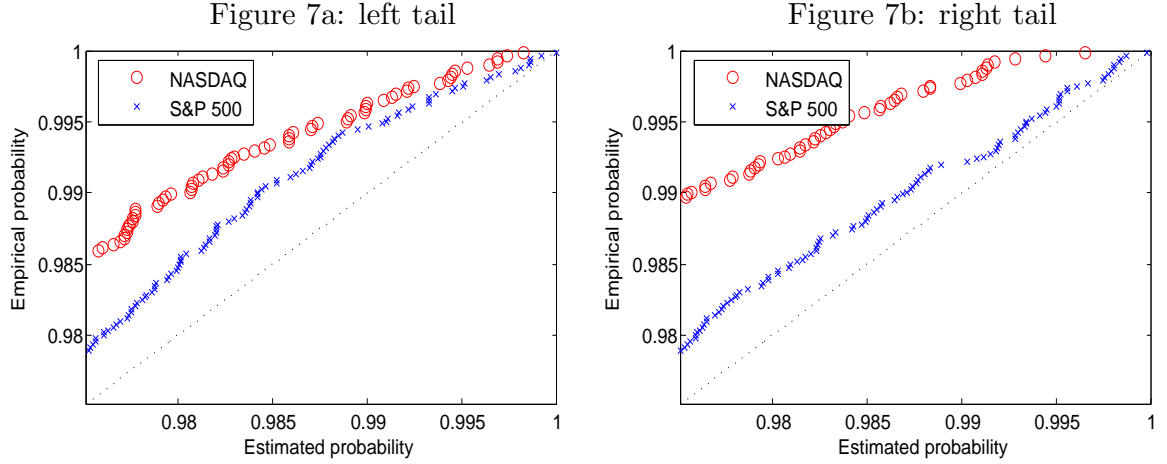 Figure 7a: left tail
1
0.995
0.99
0.985
0.98
Empirical probability
NASDAQ
S&P 500
0.98 0.985 0.99 0.995 1
Estimated probability
Figure 7b: right tail
1
0.995
0.99
0.985
0.98
Empirical probability
NASDAQ
S&P 500
0.98 0.985 0.99 0.995 1
Estimated probability